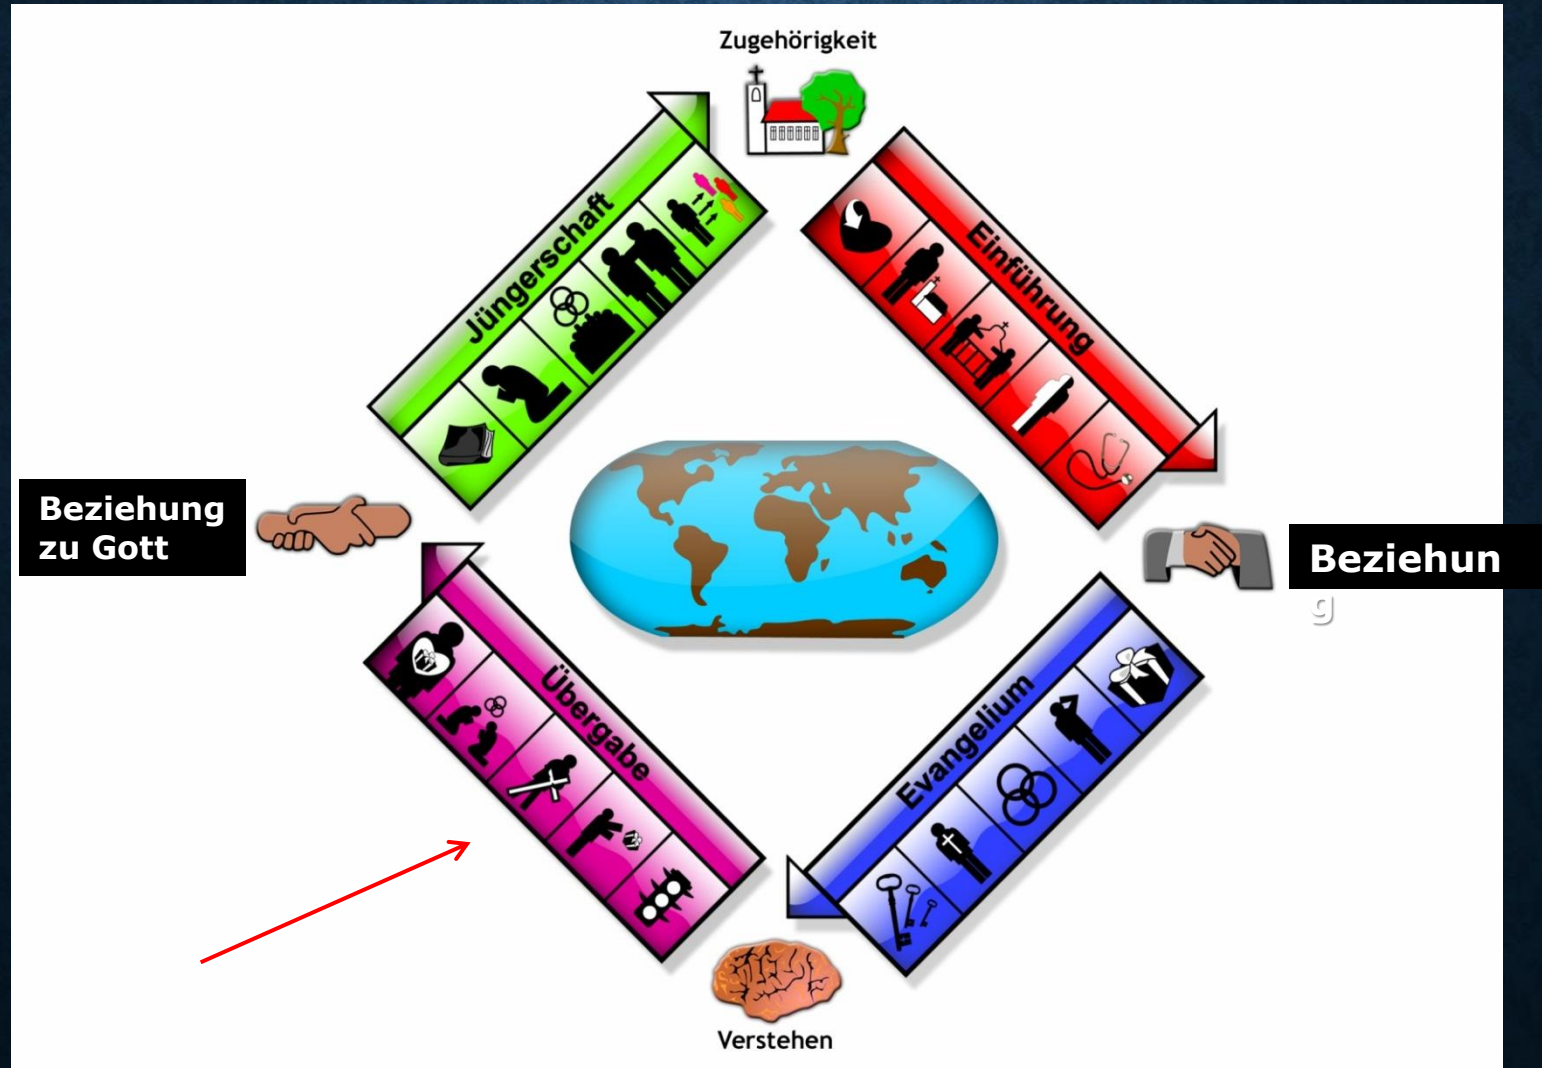 Zugehörigkeit
Jüngerschaft
Einführung
Beziehung
zu Gott
Beziehun
g
Übergabe
Evangelium
Verstehen